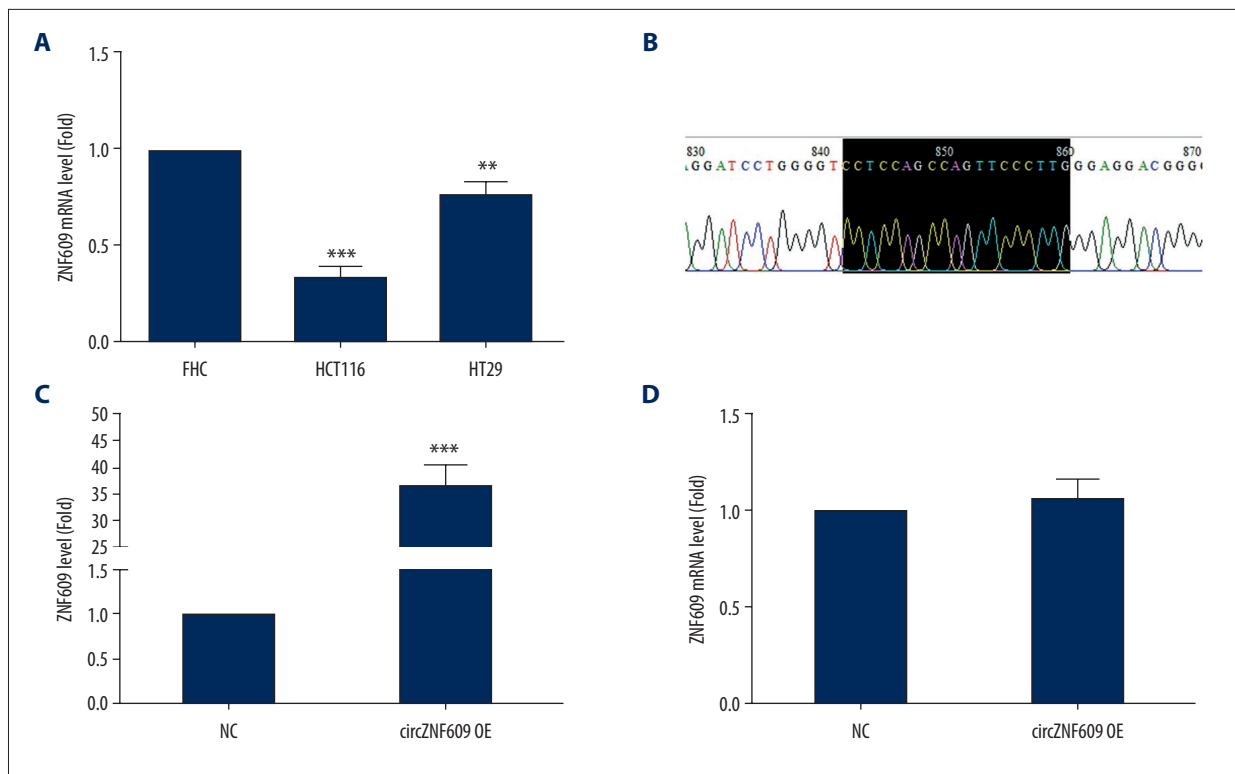 A
1.5
1.0
0.5
0.0
ZNF609 mRNA level (Fold)
***
**
FHC HCT116 HT29
B
830 840 850 860 870
AGGATCCTGGGGTCCTCCAGCCAGTTCCCTTGGGAGGACGGGG
C
50
45
40
35
30
25
1.5
1.0
0.5
0.0
ZNF609 level (Fold)
***
NC circZNF609 OE
D
1.5
1.0
0.5
0.0
ZNF609 mRNA level (Fold)
NC circZNF609 OE